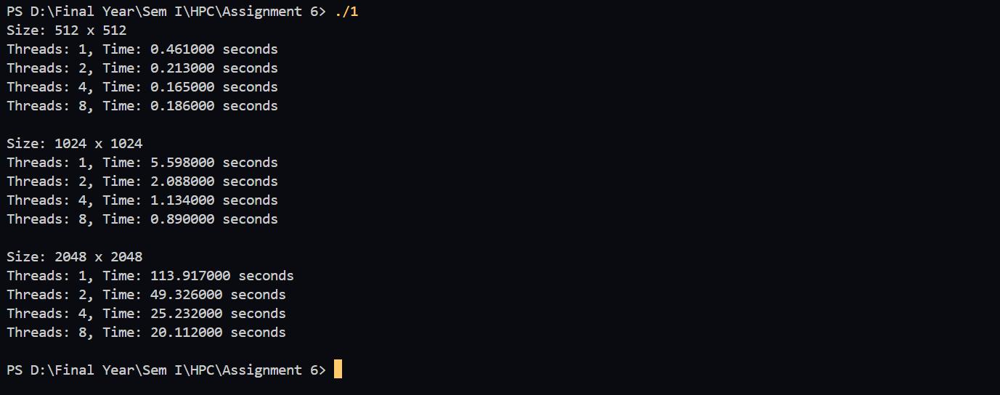 PS D:\Final Year\Sem I\HPC\Assignment 6> ./1
Size: 512 x 512
Threads: 1, Time: 0.461000 seconds
Threads: 2, Time: 0.213000 seconds
Threads: 4, Time: 0.165000 seconds
Threads: 8, Time: 0.186000 seconds

Size: 1024 x 1024
Threads: 1, Time: 5.598000 seconds
Threads: 2, Time: 2.088000 seconds
Threads: 4, Time: 1.134000 seconds
Threads: 8, Time: 0.890000 seconds

Size: 2048 x 2048
Threads: 1, Time: 113.917000 seconds
Threads: 2, Time: 49.326000 seconds
Threads: 4, Time: 25.232000 seconds
Threads: 8, Time: 20.112000 seconds

PS D:\Final Year\Sem I\HPC\Assignment 6>